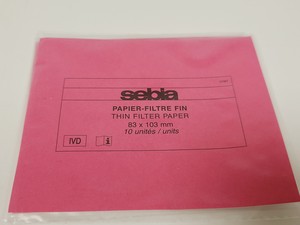 sebia
PAPIER-FILTRE FIN
THIN FILTER PAPER
83 x 103 mm
10 unités / units
IVD
i